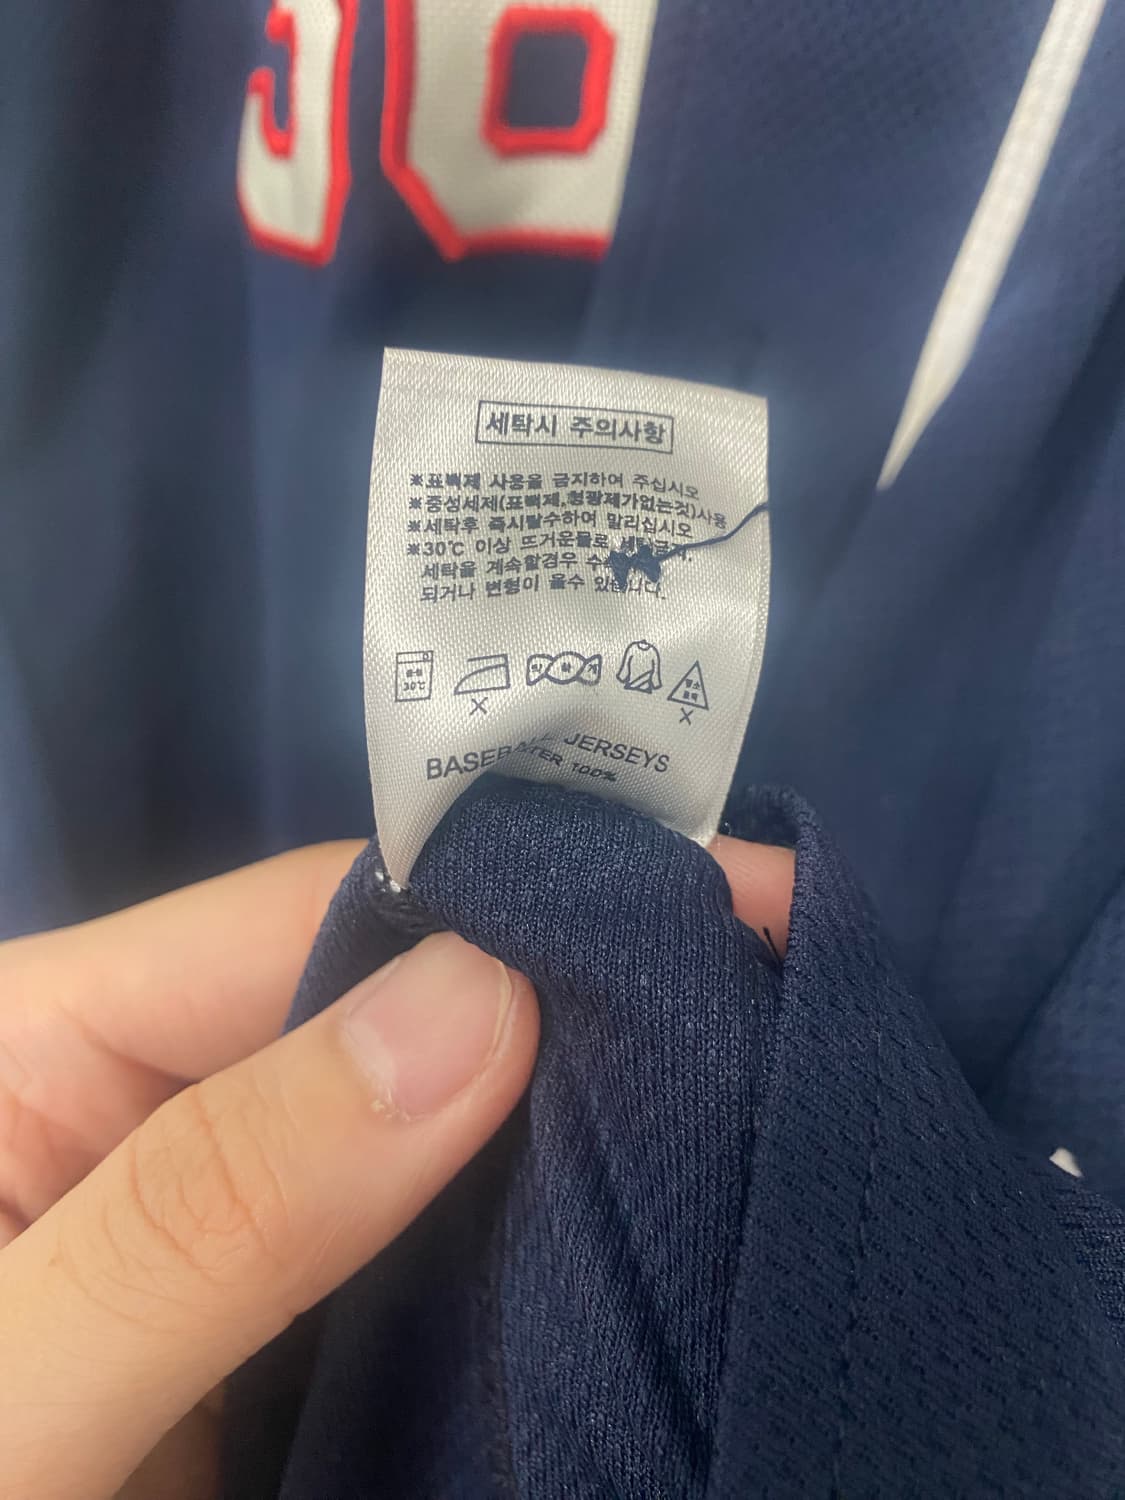 36
세탁시 주의사항
※표백제 사용을 금지하여 주십시오
※중성세제(표백제,형광제가없는것)사용
※세탁후 즉시탈수하여 말리십시오
※30℃ 이상 뜨거운물로
세탁을 계속할경우
되거나 변형이 올수 있습니다.
30℃
BASEBALL JERSEYS
100%